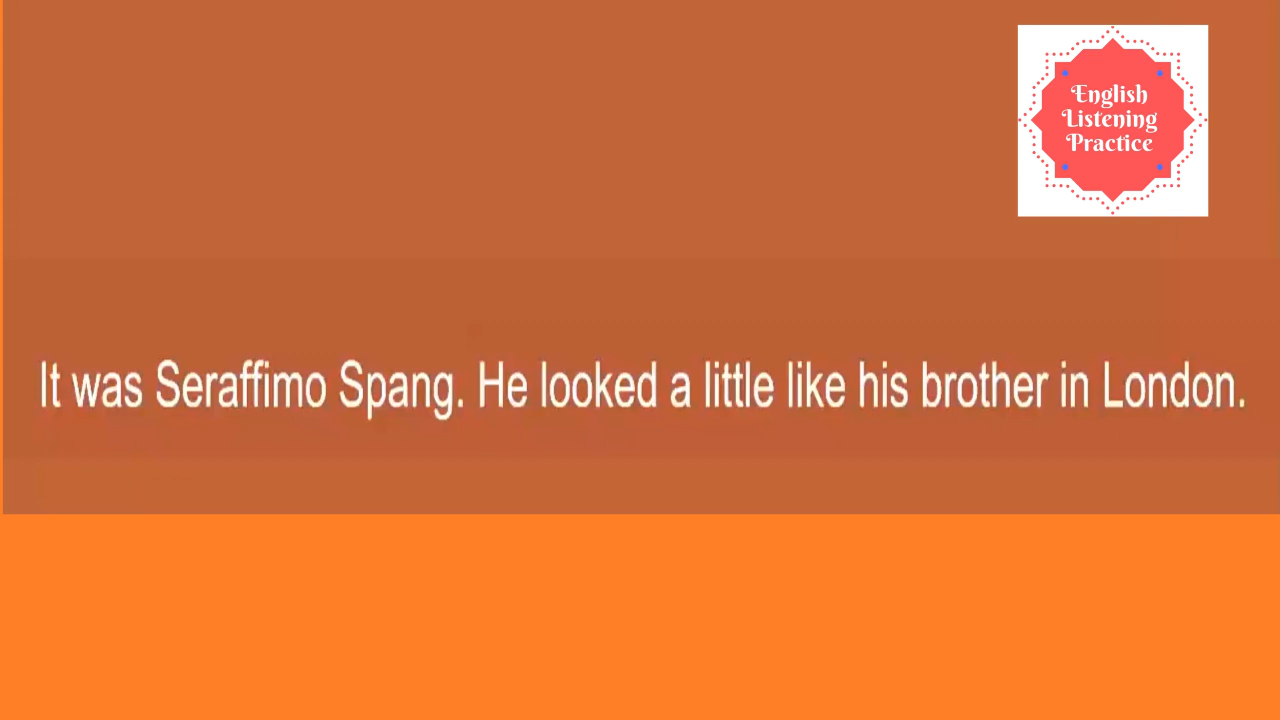 English
Listening
Practice
It was Seraffimo Spang. He looked a little like his brother in London.